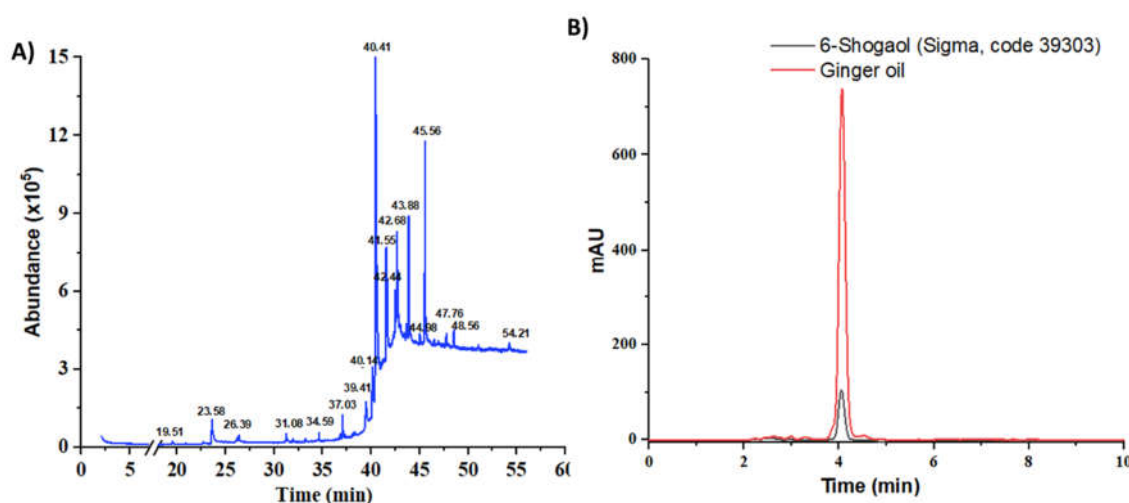 A)
Abundance (x10⁵)
15
12
9
6
3
0
40.41
45.56
43.88
42.68
41.55
42.44
44.98
47.76
48.56
54.21
40.14
39.41
37.03
23.58
19.51
26.39
31.08
34.59
0 5 20 25 30 35 40 45 50 55 60
Time (min)
B)
6-Shogaol (Sigma, code 39303)
Ginger oil
mAU
800
600
400
200
0
0 2 4 6 8 10
Time (min)